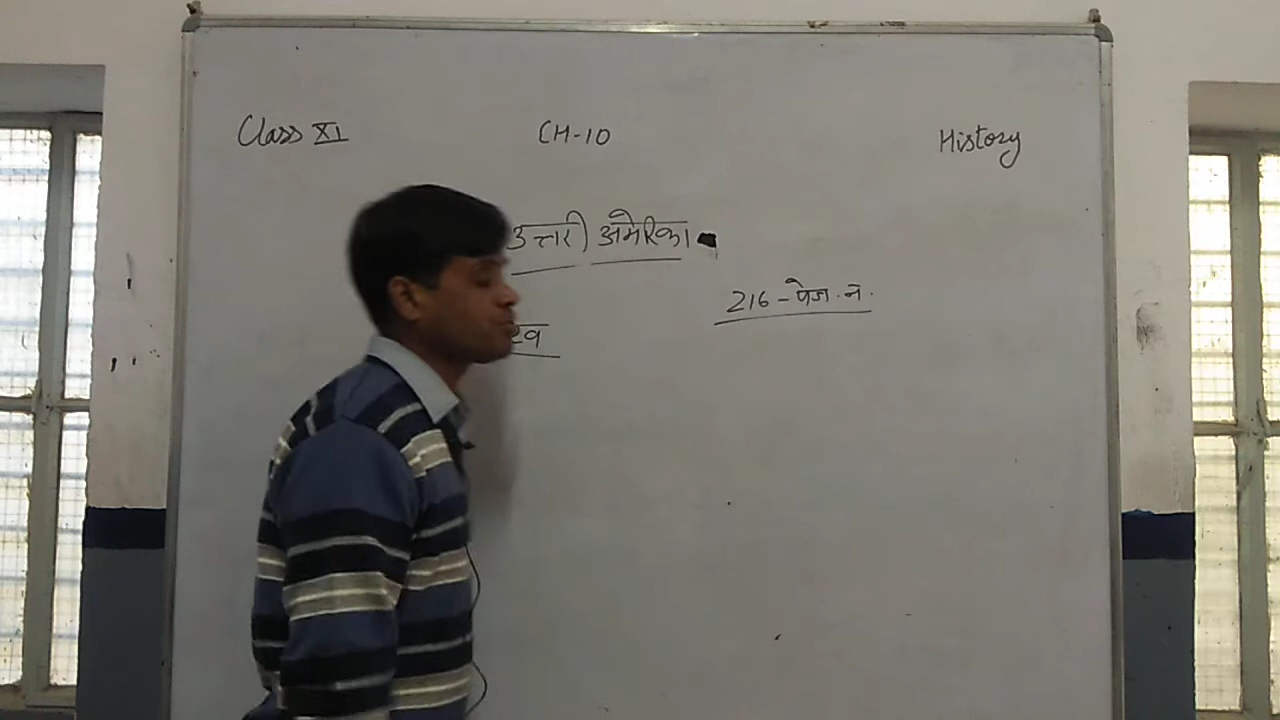 Class XI CH-10 History
उत्तरी अमेरिका
216 - पेज . न .